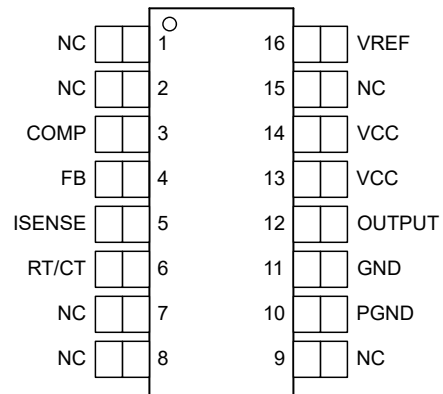 NC 1 16 VREF
NC 2 15 NC
COMP 3 14 VCC
FB 4 13 VCC
ISENSE 5 12 OUTPUT
RT/CT 6 11 GND
NC 7 10 PGND
NC 8 9 NC